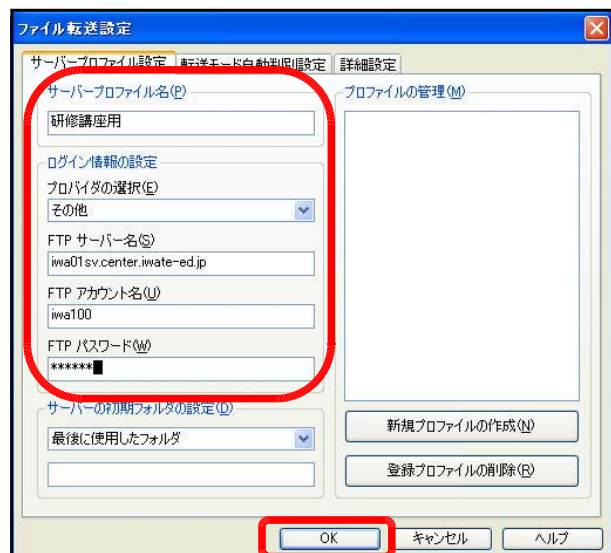 ファイル転送設定
サーバープロファイル設定 転送モード自動判別設定 詳細設定
サーバープロファイル名(P)
研修講座用
ログイン情報の設定
プロバイダの選択(E)
その他
FTP サーバー名(S)
iwa01sv.center.iwate-ed.jp
FTP アカウント名(U)
iwa100
FTP パスワード(W)
******
サーバーの初期フォルダの設定(D)
最後に使用したフォルダ
プロファイルの管理(M)
新規プロファイルの作成(N)
登録プロファイルの削除(R)
OK キャンセル ヘルプ